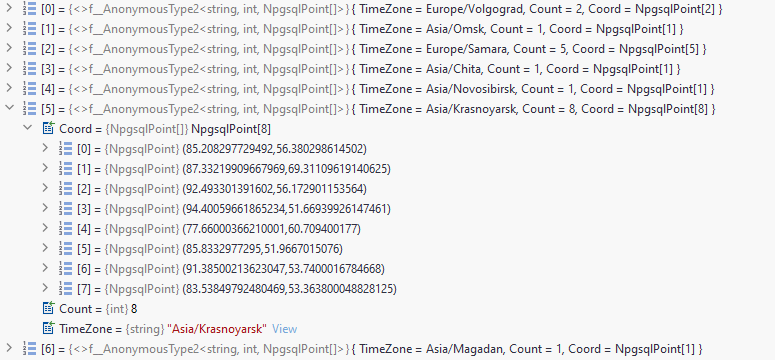 [0] = {<>f__AnonymousType2<string, int, NpgsqlPoint[]>} { TimeZone = Europe/Volgograd, Count = 2, Coord = NpgsqlPoint[2] }
[1] = {<>f__AnonymousType2<string, int, NpgsqlPoint[]>} { TimeZone = Asia/Omsk, Count = 1, Coord = NpgsqlPoint[1] }
[2] = {<>f__AnonymousType2<string, int, NpgsqlPoint[]>} { TimeZone = Europe/Samara, Count = 5, Coord = NpgsqlPoint[5] }
[3] = {<>f__AnonymousType2<string, int, NpgsqlPoint[]>} { TimeZone = Asia/Chita, Count = 1, Coord = NpgsqlPoint[1] }
[4] = {<>f__AnonymousType2<string, int, NpgsqlPoint[]>} { TimeZone = Asia/Novosibirsk, Count = 1, Coord = NpgsqlPoint[1] }
[5] = {<>f__AnonymousType2<string, int, NpgsqlPoint[]>} { TimeZone = Asia/Krasnoyarsk, Count = 8, Coord = NpgsqlPoint[8] }
Coord = {NpgsqlPoint[]} NpgsqlPoint[8]
[0] = {NpgsqlPoint} (85.208297729492,56.380298614502)
[1] = {NpgsqlPoint} (87.33219909667969,69.31109619140625)
[2] = {NpgsqlPoint} (92.493301391602,56.172901153564)
[3] = {NpgsqlPoint} (94.40059661865234,51.66939926147461)
[4] = {NpgsqlPoint} (77.66000366210001,60.709400177)
[5] = {NpgsqlPoint} (85.8332977295,51.9667015076)
[6] = {NpgsqlPoint} (91.38500213623047,53.7400016784668)
[7] = {NpgsqlPoint} (83.53849792480469,53.363800048828125)
Count = {int} 8
TimeZone = {string} "Asia/Krasnoyarsk" View
[6] = {<>f__AnonymousType2<string, int, NpgsqlPoint[]>} { TimeZone = Asia/Magadan, Count = 1, Coord = NpgsqlPoint[1] }